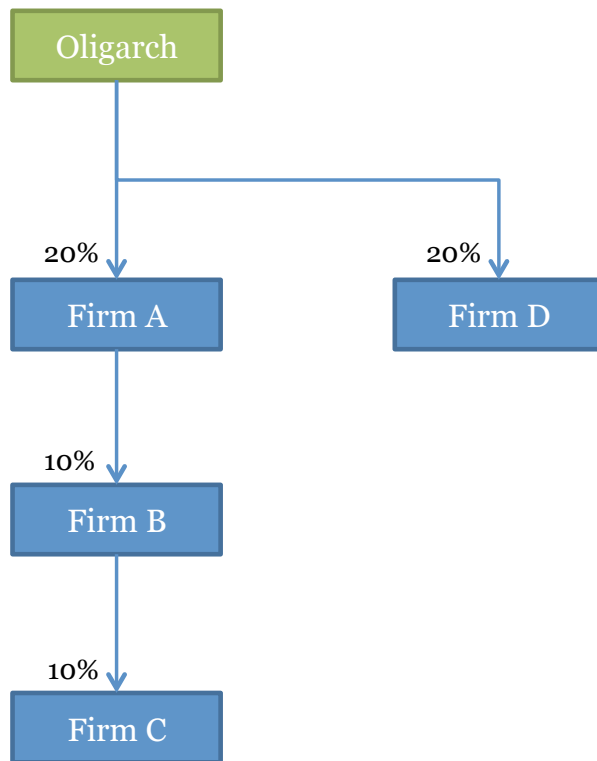 Oligarch
20% 20%
Firm A Firm D
10%
Firm B
10%
Firm C